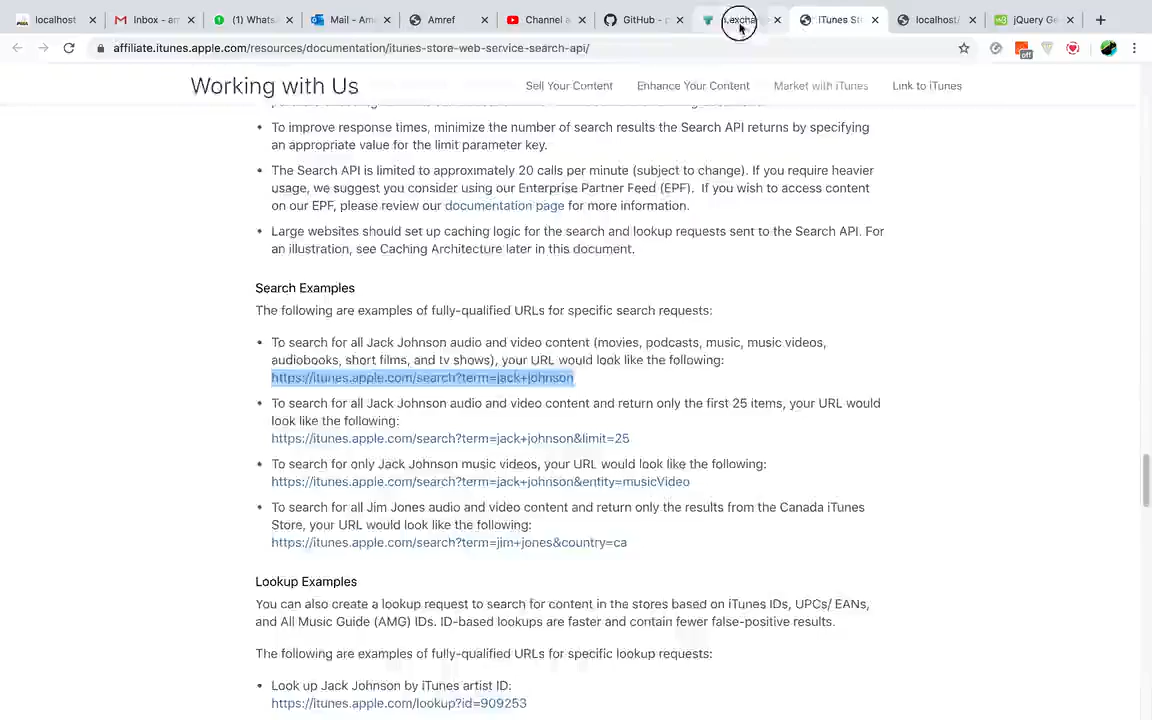 localhost
Inbox - am
(1) Whats
Mail - Ame
Amref
Channel a
GitHub - p
.excha
iTunes St
localhost/
jQuery Ge
affiliate.itunes.apple.com/resources/documentation/itunes-store-web-service-search-api/
off
Working with Us
Sell Your Content
Enhance Your Content
Market with iTunes
Link to iTunes
• To improve response times, minimize the number of search results the Search API returns by specifying
an appropriate value for the limit parameter key.
• The Search API is limited to approximately 20 calls per minute (subject to change). If you require heavier
usage, we suggest you consider using our Enterprise Partner Feed (EPF).  If you wish to access content
on our EPF, please review our documentation page for more information.
• Large websites should set up caching logic for the search and lookup requests sent to the Search API. For
an illustration, see Caching Architecture later in this document.
Search Examples
The following are examples of fully-qualified URLs for specific search requests:
• To search for all Jack Johnson audio and video content (movies, podcasts, music, music videos,
audiobooks, short films, and tv shows), your URL would look like the following:
https://itunes.apple.com/search?term=jack+johnson
• To search for all Jack Johnson audio and video content and return only the first 25 items, your URL would
look like the following:
https://itunes.apple.com/search?term=jack+johnson&limit=25
• To search for only Jack Johnson music videos, your URL would look like the following:
https://itunes.apple.com/search?term=jack+johnson&entity=musicVideo
• To search for all Jim Jones audio and video content and return only the results from the Canada iTunes
Store, your URL would look like the following:
https://itunes.apple.com/search?term=jim+jones&country=ca
Lookup Examples
You can also create a lookup request to search for content in the stores based on iTunes IDs, UPCs/ EANs,
and All Music Guide (AMG) IDs. ID-based lookups are faster and contain fewer false-positive results.
The following are examples of fully-qualified URLs for specific lookup requests:
• Look up Jack Johnson by iTunes artist ID:
https://itunes.apple.com/lookup?id=909253